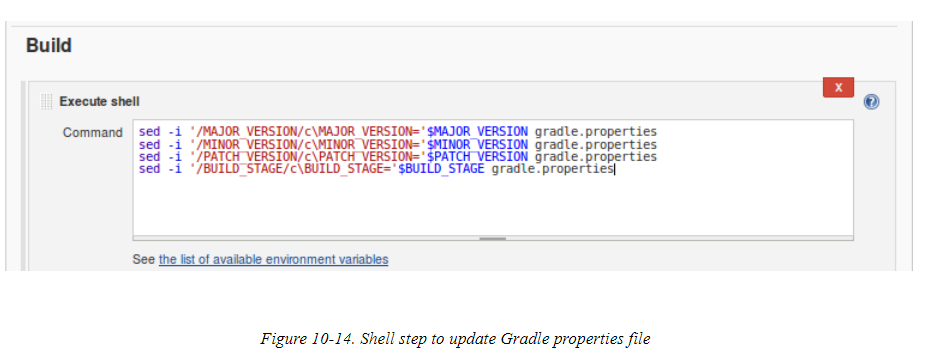 Build
X
Execute shell
?
Command
sed -i '/MAJOR_VERSION/c\MAJOR_VERSION='$MAJOR_VERSION gradle.properties
sed -i '/MINOR_VERSION/c\MINOR_VERSION='$MINOR_VERSION gradle.properties
sed -i '/PATCH_VERSION/c\PATCH_VERSION='$PATCH_VERSION gradle.properties
sed -i '/BUILD_STAGE/c\BUILD_STAGE='$BUILD_STAGE gradle.properties
See the list of available environment variables
Figure 10-14. Shell step to update Gradle properties file